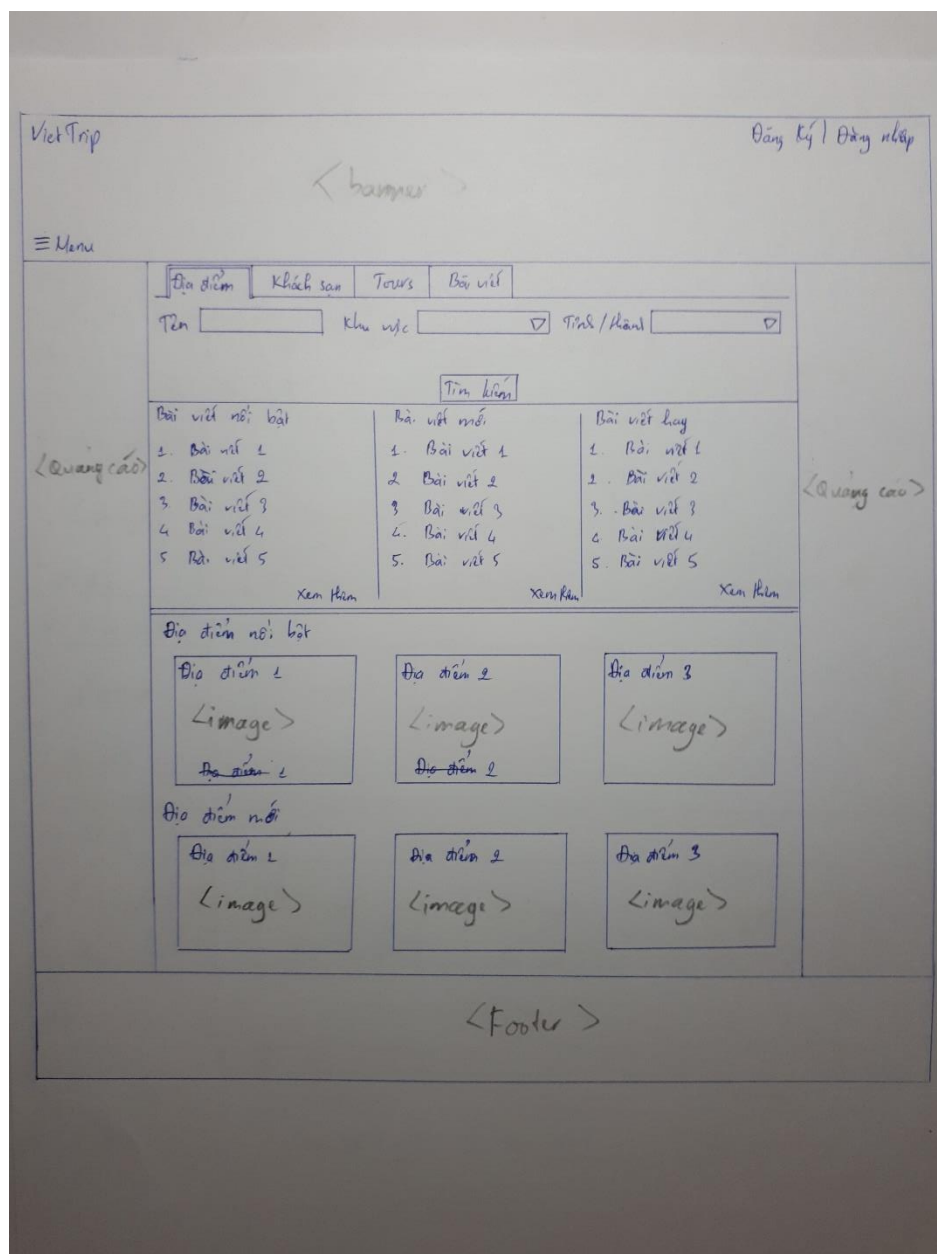 VietTrip
Đăng Ký | Đăng nhập
<banner>
☰ Menu
Địa điểm Khách sạn Tours Bài viết
Tên Khu vực Tỉnh/thành
Tìm kiếm
<Quảng cáo>
Bài viết nổi bật
1. Bài viết 1
2. Bài viết 2
3. Bài viết 3
4 Bài viết 4
5 Bài viết 5
Xem thêm
Bài viết mới
1. Bài viết 1
2 Bài viết 2
3 Bài viết 3
4. Bài viết 4
5. Bài viết 5
Xem thêm
Bài viết hay
1. Bài viết 1
2. Bài viết 2
3. Bài viết 3
4 Bài viết 4
5. Bài viết 5
Xem thêm
<Quảng cáo>
Địa điểm nổi bật
Địa điểm 1
<image>
Địa điểm 1
Địa điểm 2
<image>
Địa điểm 2
Địa điểm 3
<image>
Địa điểm mới
Địa điểm 1
<image>
Địa điểm 2
<image>
Địa điểm 3
<image>
<Footer>